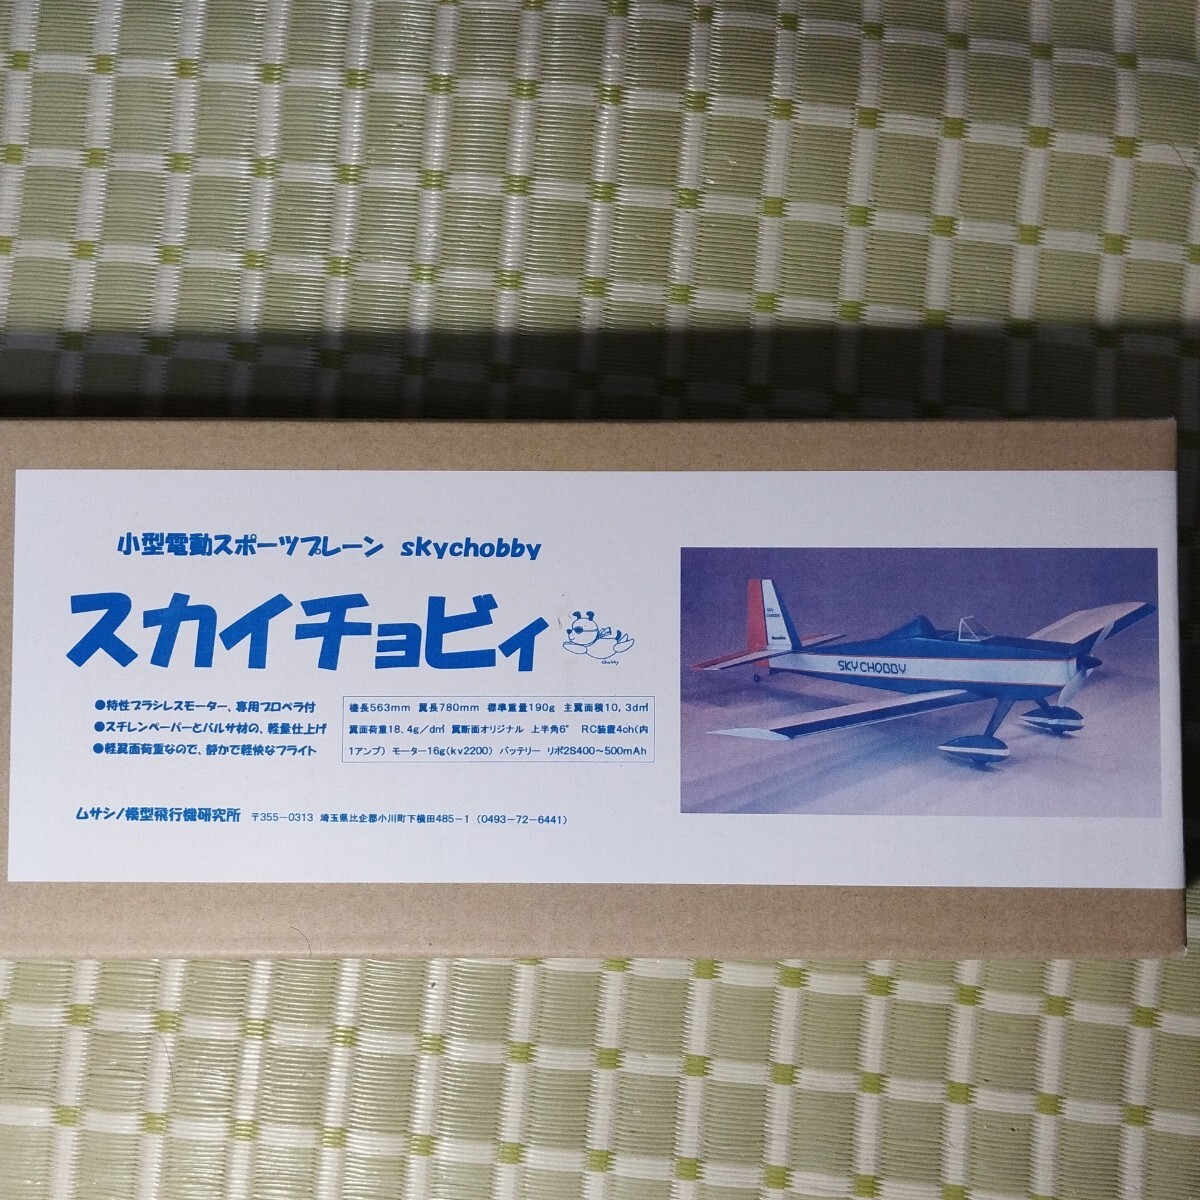 小型電動スポーツプレーン skychobby
スカイチョビィ
chobby
●特性ブラシレスモーター、専用プロペラ付
●スチレンペーパーとバルサ材の、軽量仕上げ
●軽翼面荷重なので、静かで軽快なフライト
機長563mm 翼長780mm 標準重量190g 主翼面積10,3d㎡
翼面荷重18,4g/d㎡ 翼断面オリジナル 上半角6° RC装置4ch(内
1アンプ) モーター16g(kv2200) バッテリー リポ2S400~500mAh
ムサシノ模型飛行機研究所 〒355-0313 埼玉県比企郡小川町下横田485-1 (0493-72-6441)
SKY
CHOBBY
SKYCHOBBY